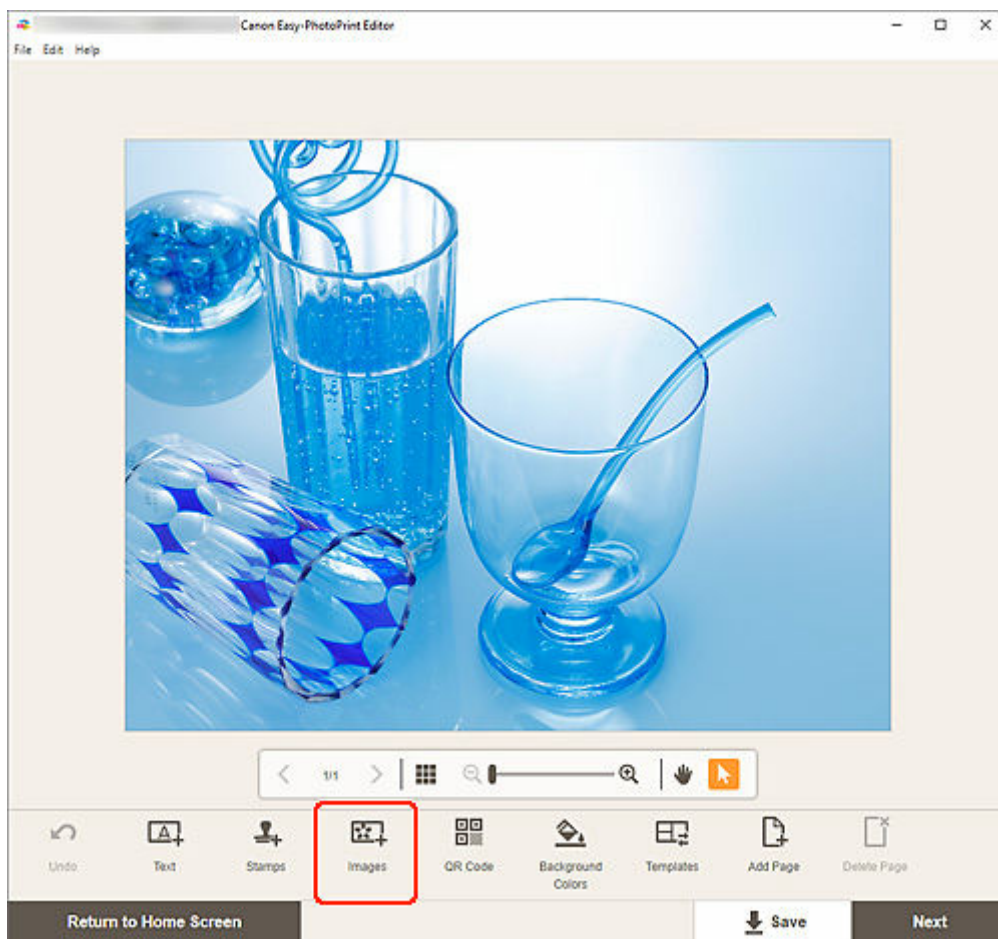 Canon Easy-PhotoPrint Editor
File Edit Help
1/1
Undo
Text
Stamps
Images
QR Code
Background
Colors
Templates
Add Page
Delete Page
Return to Home Screen
Save
Next